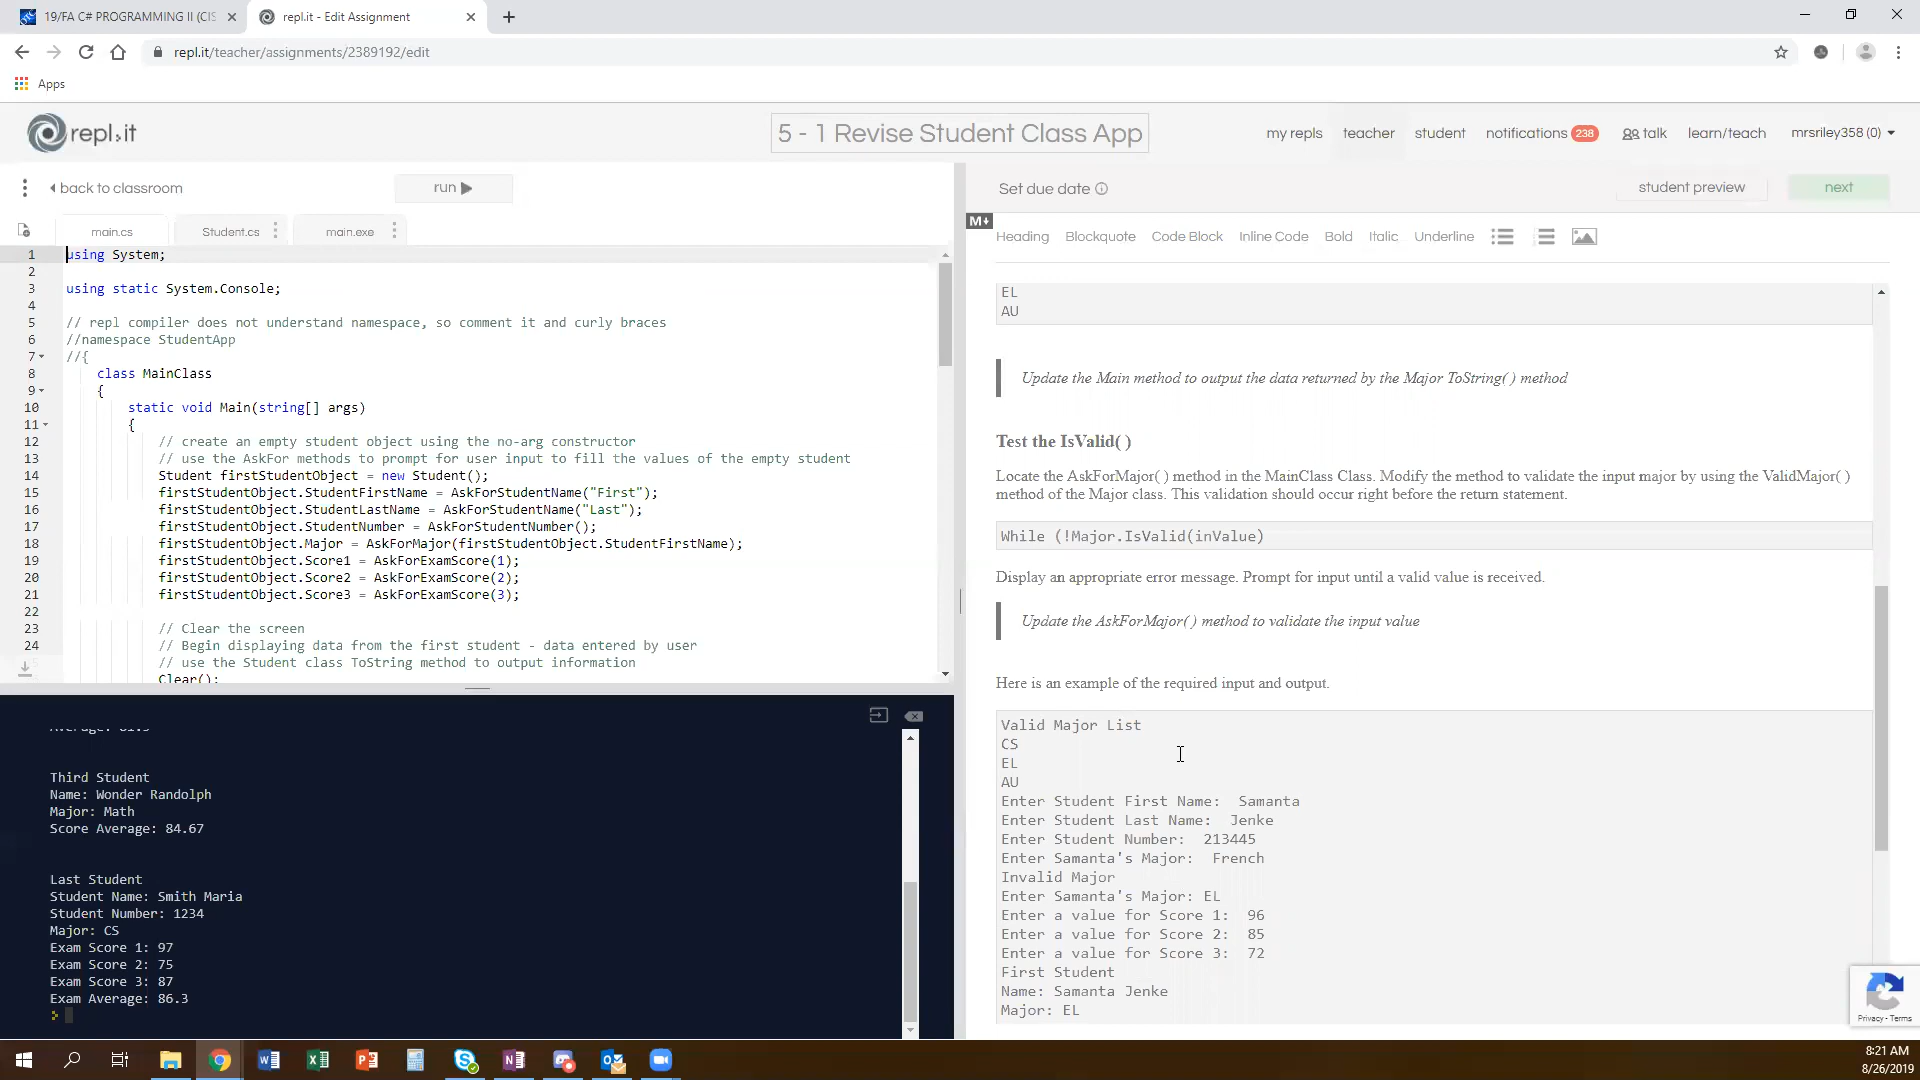 19/FA C# PROGRAMMING II (CIS
repl.it - Edit Assignment
repl.it/teacher/assignments/2389192/edit
Apps
repl.it
5 - 1 Revise Student Class App
my repls
teacher
student
notifications 238
talk
learn/teach
mrsriley358 (0)
back to classroom
run
Set due date
student preview
next
main.cs
Student.cs
main.exe
M
Heading
Blockquote
Code Block
Inline Code
Bold
Italic
Underline
1 using System;
2
3 using static System.Console;
4
5 // repl compiler does not understand namespace, so comment it and curly braces
6 //namespace StudentApp
7 //{
8 class MainClass
9 {
10 static void Main(string[] args)
11 {
12 // create an empty student object using the no-arg constructor
13 // use the AskFor methods to prompt for user input to fill the values of the empty student
14 Student firstStudentObject = new Student();
15 firstStudentObject.StudentFirstName = AskForStudentName("First");
16 firstStudentObject.StudentLastName = AskForStudentName("Last");
17 firstStudentObject.StudentNumber = AskForStudentNumber();
18 firstStudentObject.Major = AskForMajor(firstStudentObject.StudentFirstName);
19 firstStudentObject.Score1 = AskForExamScore(1);
20 firstStudentObject.Score2 = AskForExamScore(2);
21 firstStudentObject.Score3 = AskForExamScore(3);
22
23 // Clear the screen
24 // Begin displaying data from the first student - data entered by user
// use the Student class ToString method to output information
Clear();
Third Student
Name: Wonder Randolph
Major: Math
Score Average: 84.67
Last Student
Student Name: Smith Maria
Student Number: 1234
Major: CS
Exam Score 1: 97
Exam Score 2: 75
Exam Score 3: 87
Exam Average: 86.3
EL
AU
Update the Main method to output the data returned by the Major ToString( ) method
Test the IsValid( )
Locate the AskForMajor( ) method in the MainClass Class. Modify the method to validate the input major by using the ValidMajor( )
method of the Major class. This validation should occur right before the return statement.
While (!Major.IsValid(inValue)
Display an appropriate error message. Prompt for input until a valid value is received.
Update the AskForMajor( ) method to validate the input value
Here is an example of the required input and output.
Valid Major List
CS
EL
AU
Enter Student First Name: Samanta
Enter Student Last Name: Jenke
Enter Student Number: 213445
Enter Samanta's Major: French
Invalid Major
Enter Samanta's Major: EL
Enter a value for Score 1: 96
Enter a value for Score 2: 85
Enter a value for Score 3: 72
First Student
Name: Samanta Jenke
Major: EL
Privacy - Terms
8:21 AM
8/26/2019